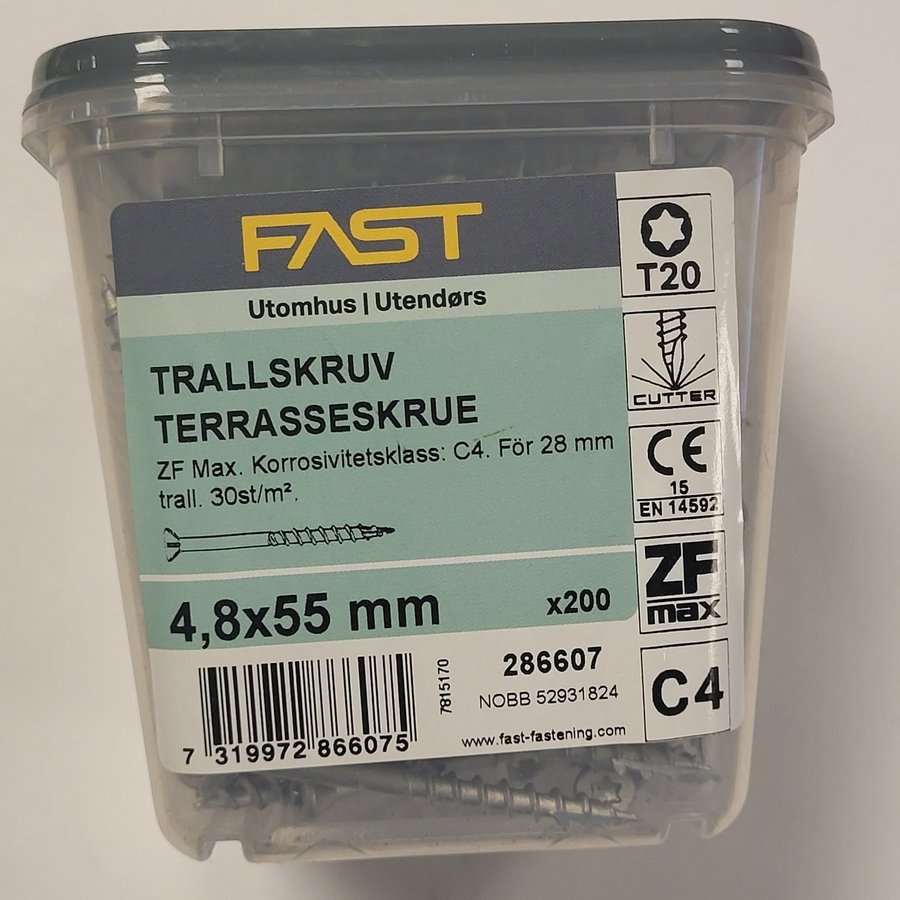 FAST
Utomhus | Utendørs
TRALLSKRUV
TERRASSESKRUE
ZF Max. Korrosivitetsklass: C4. För 28 mm
trall. 30st/m².
4,8x55 mm
x200
7 319972 866075
7815170
286607
NOBB 52931824
www.fast-fastening.com
T20
CUTTER
CE
15
EN 14592
ZF
max
C4